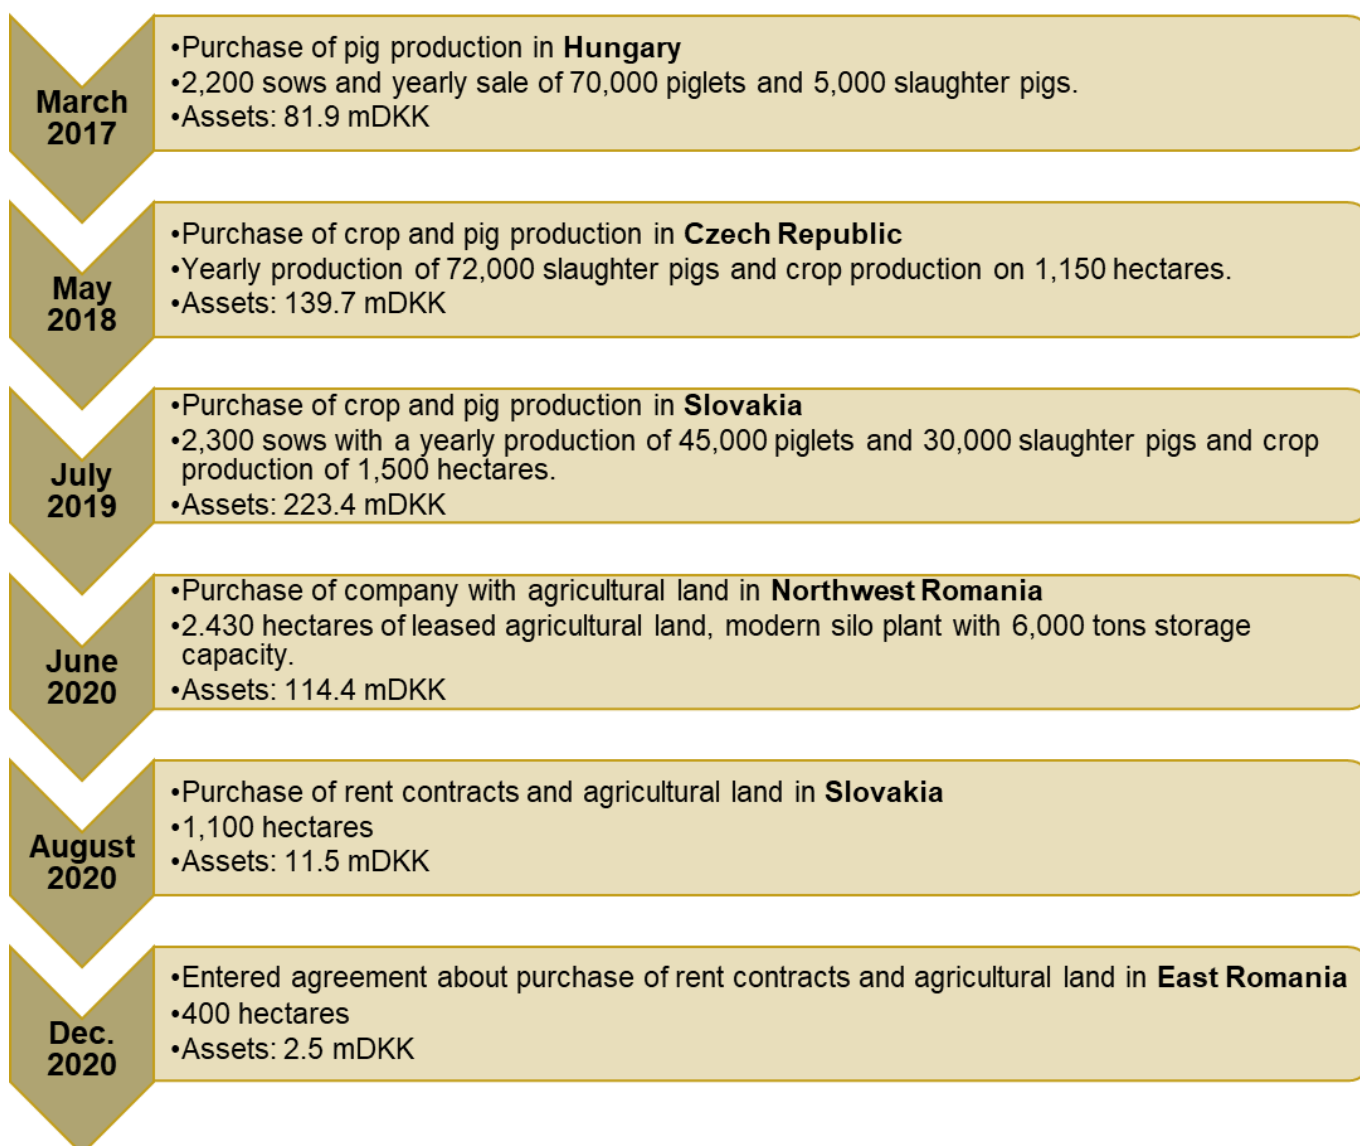 March
2017
•Purchase of pig production in Hungary
•2,200 sows and yearly sale of 70,000 piglets and 5,000 slaughter pigs.
•Assets: 81.9 mDKK
May
2018
•Purchase of crop and pig production in Czech Republic
•Yearly production of 72,000 slaughter pigs and crop production on 1,150 hectares.
•Assets: 139.7 mDKK
July
2019
•Purchase of crop and pig production in Slovakia
•2,300 sows with a yearly production of 45,000 piglets and 30,000 slaughter pigs and crop
production of 1,500 hectares.
•Assets: 223.4 mDKK
June
2020
•Purchase of company with agricultural land in Northwest Romania
•2.430 hectares of leased agricultural land, modern silo plant with 6,000 tons storage
capacity.
•Assets: 114.4 mDKK
August
2020
•Purchase of rent contracts and agricultural land in Slovakia
•1,100 hectares
•Assets: 11.5 mDKK
Dec.
2020
•Entered agreement about purchase of rent contracts and agricultural land in East Romania
•400 hectares
•Assets: 2.5 mDKK